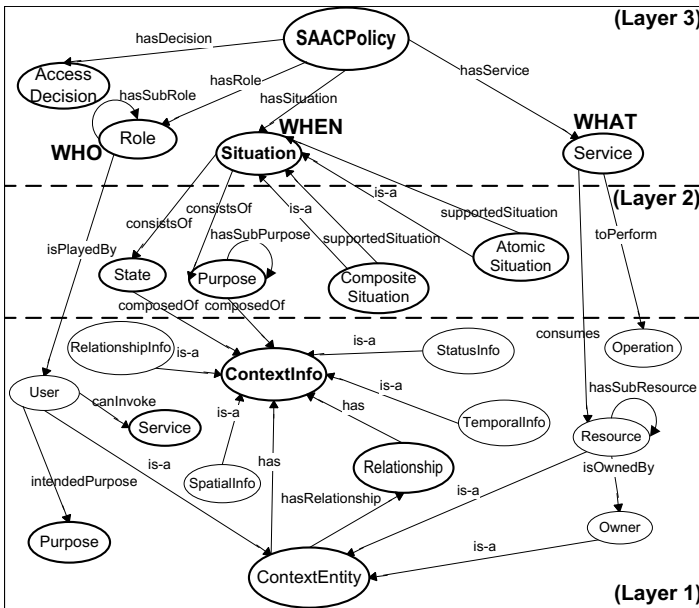 (Layer 3)
hasDecision
SAACPolicy
Access
Decision
hasService
hasRole
hasSubRole
hasSituation
WHO
Role
WHEN
Situation
WHAT
Service
(Layer 2)
consistsOf
consistsOf
is-a
is-a
supportedSituation
hasSubPurpose
supportedSituation
isPlayedBy
toPerform
State
Purpose
Composite
Situation
Atomic
Situation
composedOf
composedOf
consumes
RelationshipInfo
is-a
is-a
StatusInfo
Operation
ContextInfo
User
canInvoke
is-a
hasSubResource
Service
is-a
has
TemporalInfo
Resource
is-a
has
Relationship
isOwnedBy
intendedPurpose
SpatialInfo
hasRelationship
is-a
Owner
Purpose
is-a
ContextEntity
(Layer 1)